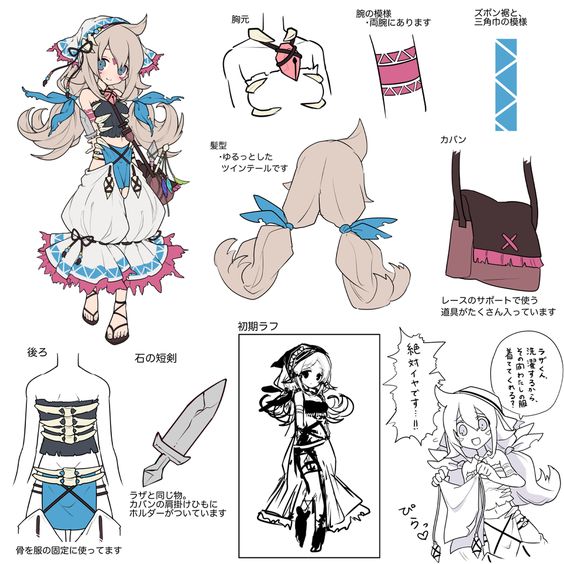 胸元
腕の模様
・両腕にあります
ズボン裾と、
三角巾の模様
髪型
・ゆるっとした
ツインテールです
カバン
レースのサポートで使う
道具がたくさん入っています
後ろ
骨を服の固定に使ってます
石の短剣
ラザと同じ物。
カバンの肩掛けひもに
ホルダーがついています
初期ラフ
絶対イヤです…!!
ラザくん、
洗濯するから
その間わたしの服
着ててくれる?
ぴらっ♡